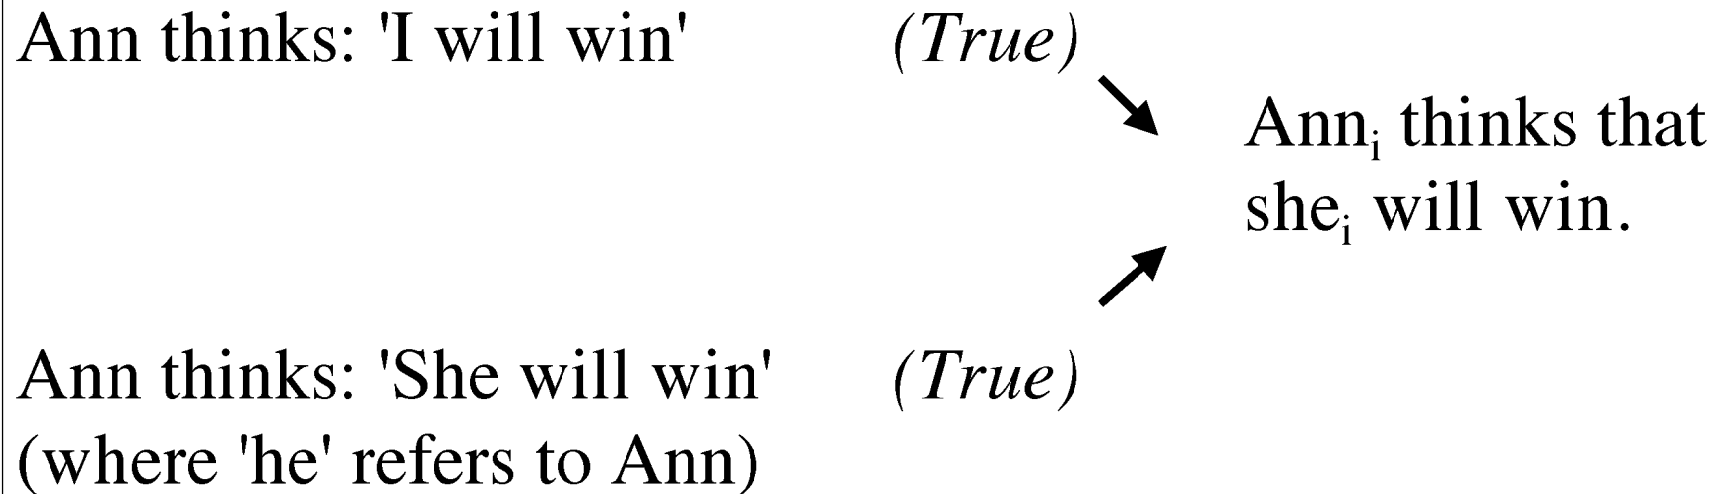 Ann thinks: 'I will win' (True)
Ann_i thinks that
she_i will win.
Ann thinks: 'She will win' (True)
(where 'he' refers to Ann)